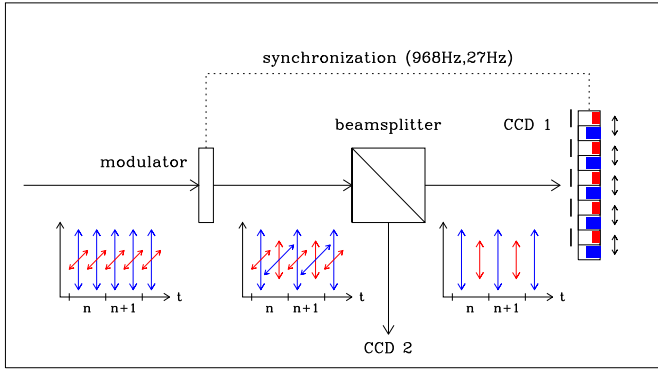 synchronization (968Hz,27Hz)
beamsplitter
CCD 1
modulator
n n+1 t
n n+1 t
n n+1 t
CCD 2